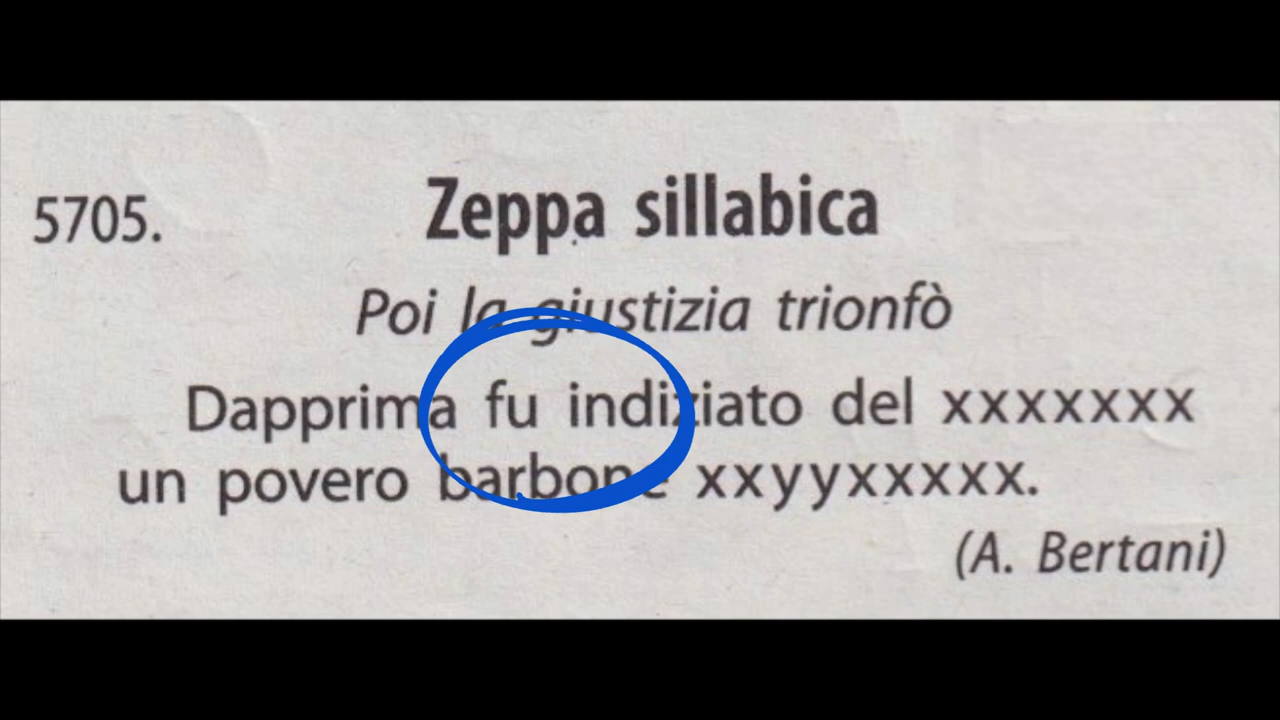 5705. Zeppa sillabica
Poi la giustizia trionfò
Dapprima fu indiziato del xxxxxxx
un povero barbone xxyyxxxxx.
(A. Bertani)